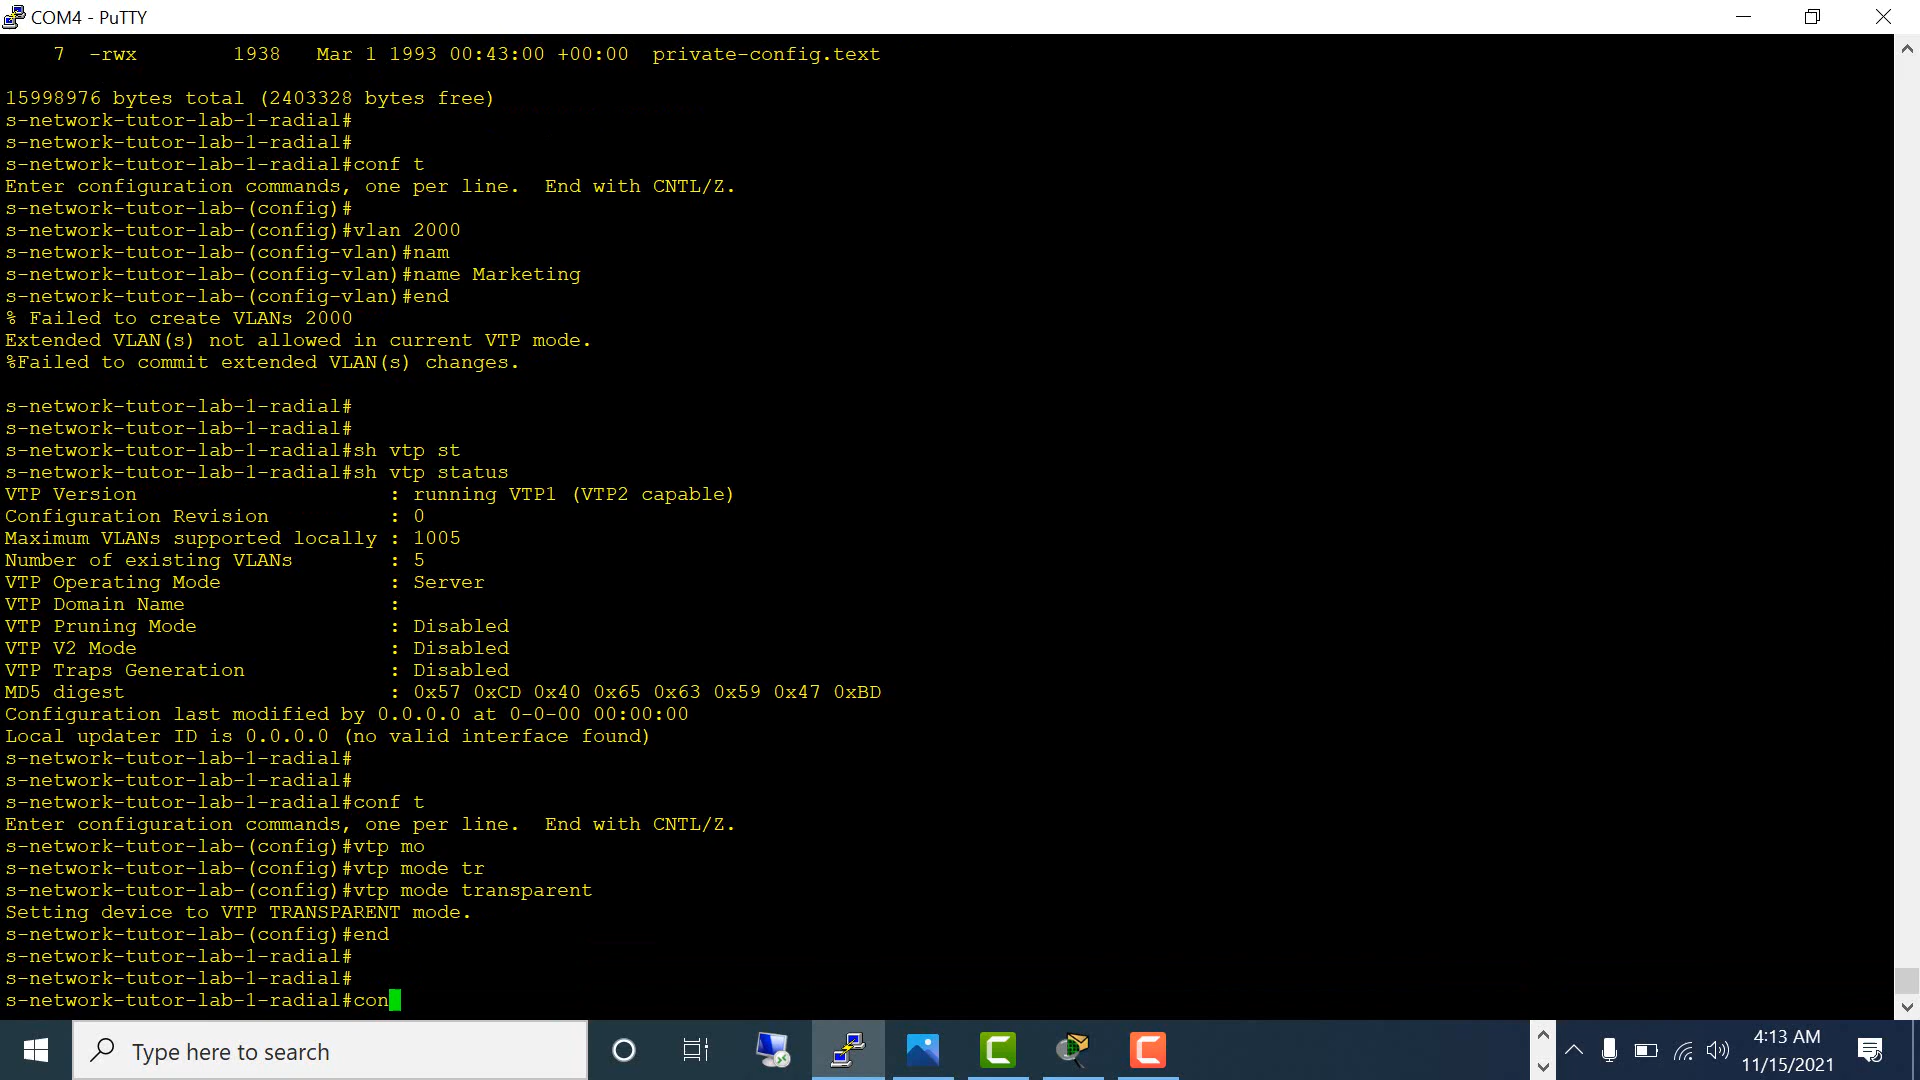 COM4 - PuTTY
7 -rwx 1938 Mar 1 1993 00:43:00 +00:00 private-config.text
15998976 bytes total (2403328 bytes free)
s-network-tutor-lab-1-radial#
s-network-tutor-lab-1-radial#
s-network-tutor-lab-1-radial#conf t
Enter configuration commands, one per line. End with CNTL/Z.
s-network-tutor-lab-(config)#
s-network-tutor-lab-(config)#vlan 2000
s-network-tutor-lab-(config-vlan)#nam
s-network-tutor-lab-(config-vlan)#name Marketing
s-network-tutor-lab-(config-vlan)#end
% Failed to create VLANs 2000
Extended VLAN(s) not allowed in current VTP mode.
%Failed to commit extended VLAN(s) changes.
s-network-tutor-lab-1-radial#
s-network-tutor-lab-1-radial#
s-network-tutor-lab-1-radial#sh vtp st
s-network-tutor-lab-1-radial#sh vtp status
VTP Version : running VTP1 (VTP2 capable)
Configuration Revision : 0
Maximum VLANs supported locally : 1005
Number of existing VLANs : 5
VTP Operating Mode : Server
VTP Domain Name :
VTP Pruning Mode : Disabled
VTP V2 Mode : Disabled
VTP Traps Generation : Disabled
MD5 digest : 0x57 0xCD 0x40 0x65 0x63 0x59 0x47 0xBD
Configuration last modified by 0.0.0.0 at 0-0-00 00:00:00
Local updater ID is 0.0.0.0 (no valid interface found)
s-network-tutor-lab-1-radial#
s-network-tutor-lab-1-radial#
s-network-tutor-lab-1-radial#conf t
Enter configuration commands, one per line. End with CNTL/Z.
s-network-tutor-lab-(config)#vtp mo
s-network-tutor-lab-(config)#vtp mode tr
s-network-tutor-lab-(config)#vtp mode transparent
Setting device to VTP TRANSPARENT mode.
s-network-tutor-lab-(config)#end
s-network-tutor-lab-1-radial#
s-network-tutor-lab-1-radial#
s-network-tutor-lab-1-radial#con
Type here to search
4:13 AM
11/15/2021